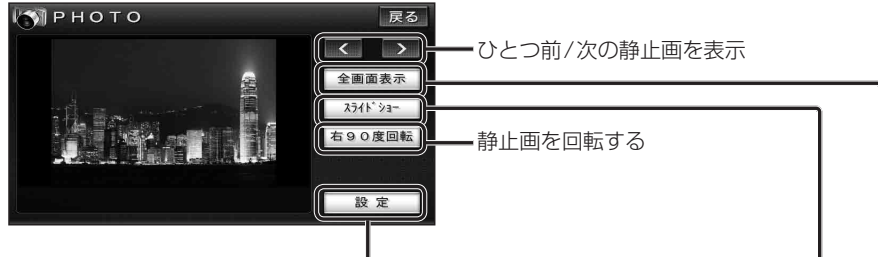 PHOTO
戻る
< >
ひとつ前/次の静止画を表示
全画面表示
ｽﾗｲﾄﾞｼｮｰ
右９０度回転
静止画を回転する
設 定